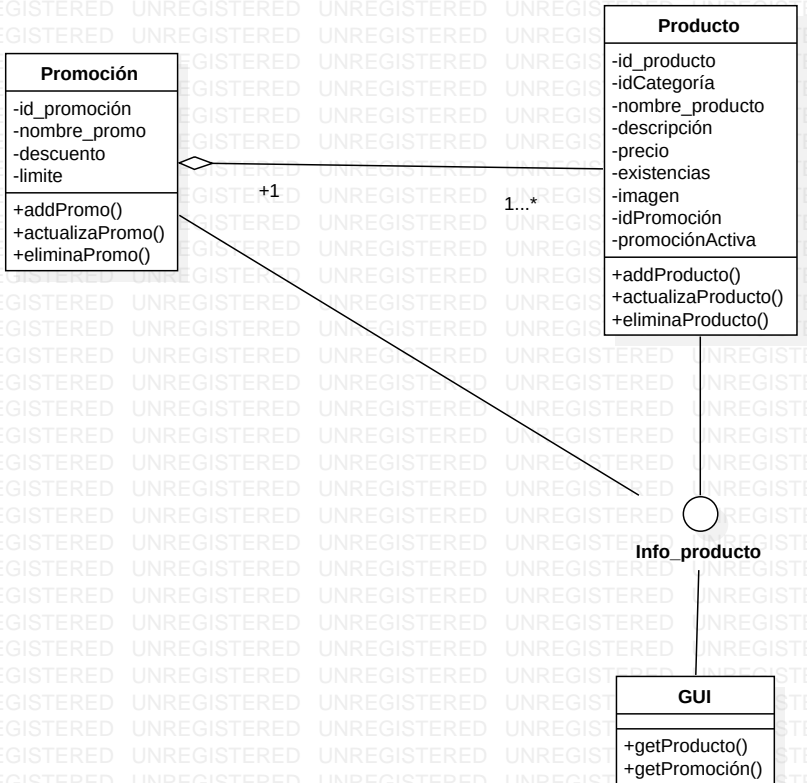 Producto
-id_producto
-idCategoría
-nombre_producto
-descripción
-precio
-existencias
-imagen
-idPromoción
-promociónActiva
+addProducto()
+actualizaProducto()
+eliminaProducto()
Promoción
-id_promoción
-nombre_promo
-descuento
-limite
+addPromo()
+actualizaPromo()
+eliminaPromo()
+1
1...*
Info_producto
GUI
+getProducto()
+getPromoción()
UNREGISTERED